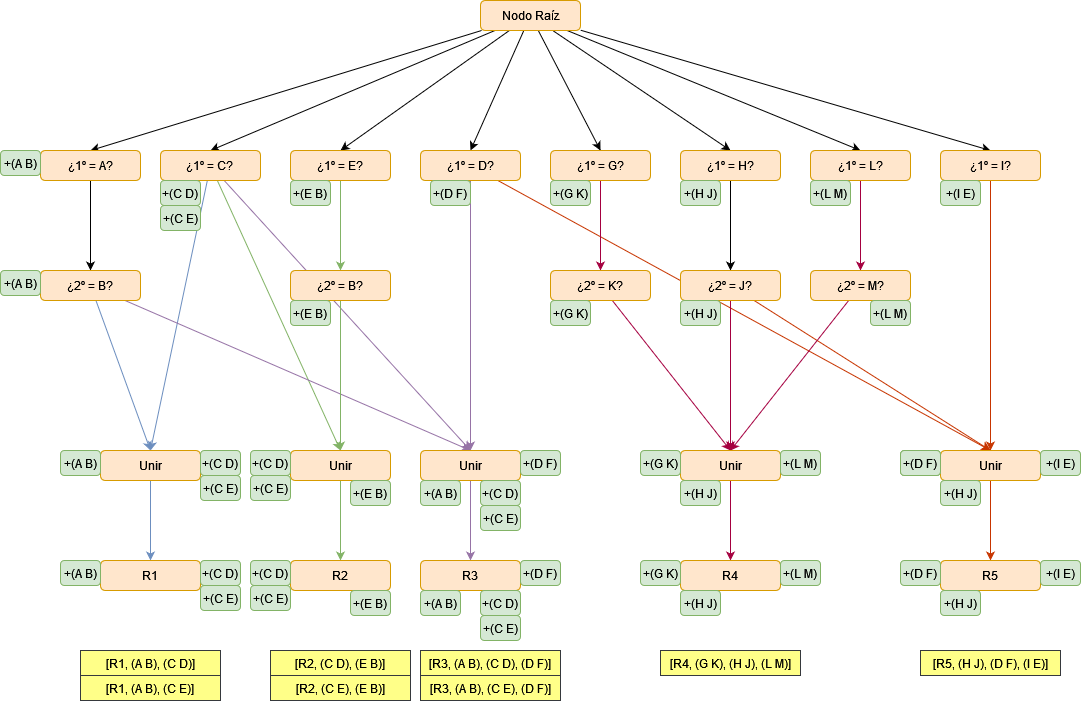 Nodo Raíz
+(A B)
¿1º = A?
¿1º = C?
¿1º = E?
¿1º = D?
¿1º = G?
¿1º = H?
¿1º = L?
¿1º = I?
+(C D)
+(C E)
+(E B)
+(D F)
+(G K)
+(H J)
+(L M)
+(I E)
+(A B)
¿2º = B?
¿2º = B?
¿2º = K?
¿2º = J?
¿2º = M?
+(E B)
+(G K)
+(H J)
+(L M)
+(A B)
Unir
+(C D)
+(C E)
+(C D)
+(C E)
Unir
+(E B)
Unir
+(D F)
+(A B)
+(C D)
+(C E)
+(G K)
Unir
+(L M)
+(H J)
+(D F)
Unir
+(I E)
+(H J)
+(A B)
R1
+(C D)
+(C E)
+(C D)
+(C E)
R2
+(E B)
R3
+(D F)
+(A B)
+(C D)
+(C E)
+(G K)
R4
+(L M)
+(H J)
+(D F)
R5
+(I E)
+(H J)
[R1, (A B), (C D)]
[R1, (A B), (C E)]
[R2, (C D), (E B)]
[R2, (C E), (E B)]
[R3, (A B), (C D), (D F)]
[R3, (A B), (C E), (D F)]
[R4, (G K), (H J), (L M)]
[R5, (H J), (D F), (I E)]